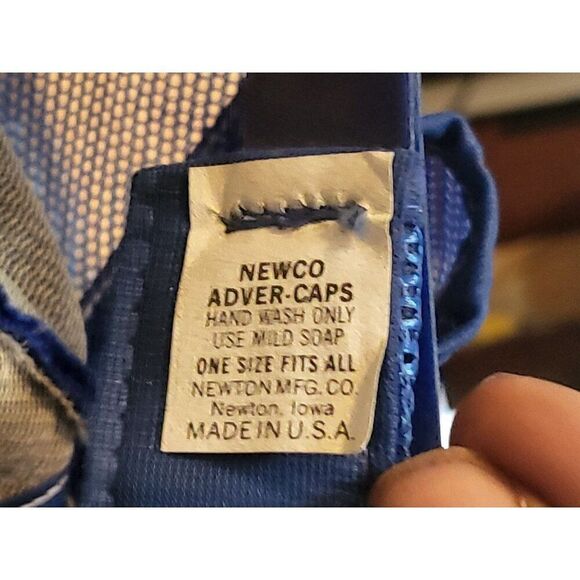 NEWCO
ADVER-CAPS
HAND WASH ONLY
USE MILD SOAP
ONE SIZE FITS ALL
NEWTON MFG. CO.
Newton, Iowa
MADE IN U.S.A.